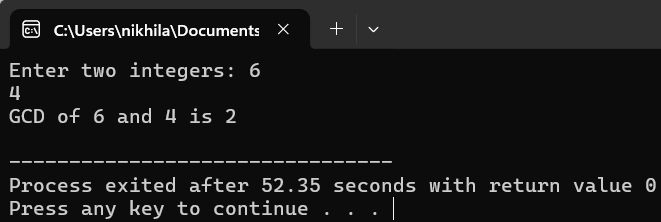 C:\Users\nikhila\Documents
Enter two integers: 6
4
GCD of 6 and 4 is 2
--------------------------------
Process exited after 52.35 seconds with return value 0
Press any key to continue . . .